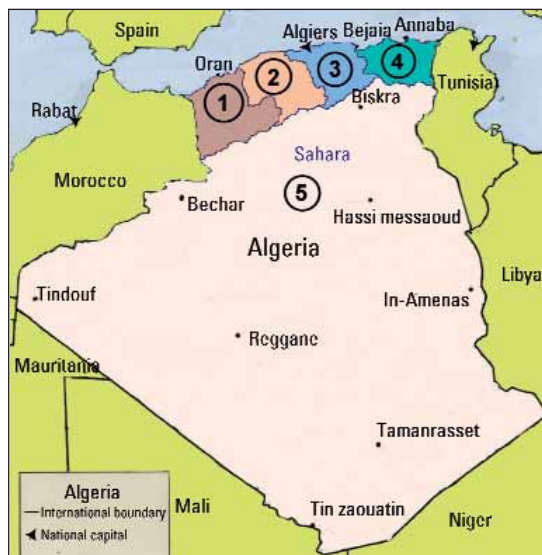 Spain
Algiers Bejaia Annaba
Oran
1
2
3
4
Tunisia
Rabat
Biskra
Sahara
Morocco
5
Bechar
Hassi messaoud
Algeria
Libya
Tindouf
In-Amenas
Reggane
Mauritania
Tamanrasset
Algeria
International boundary
National capital
Mali
Tin zaouatin
Niger